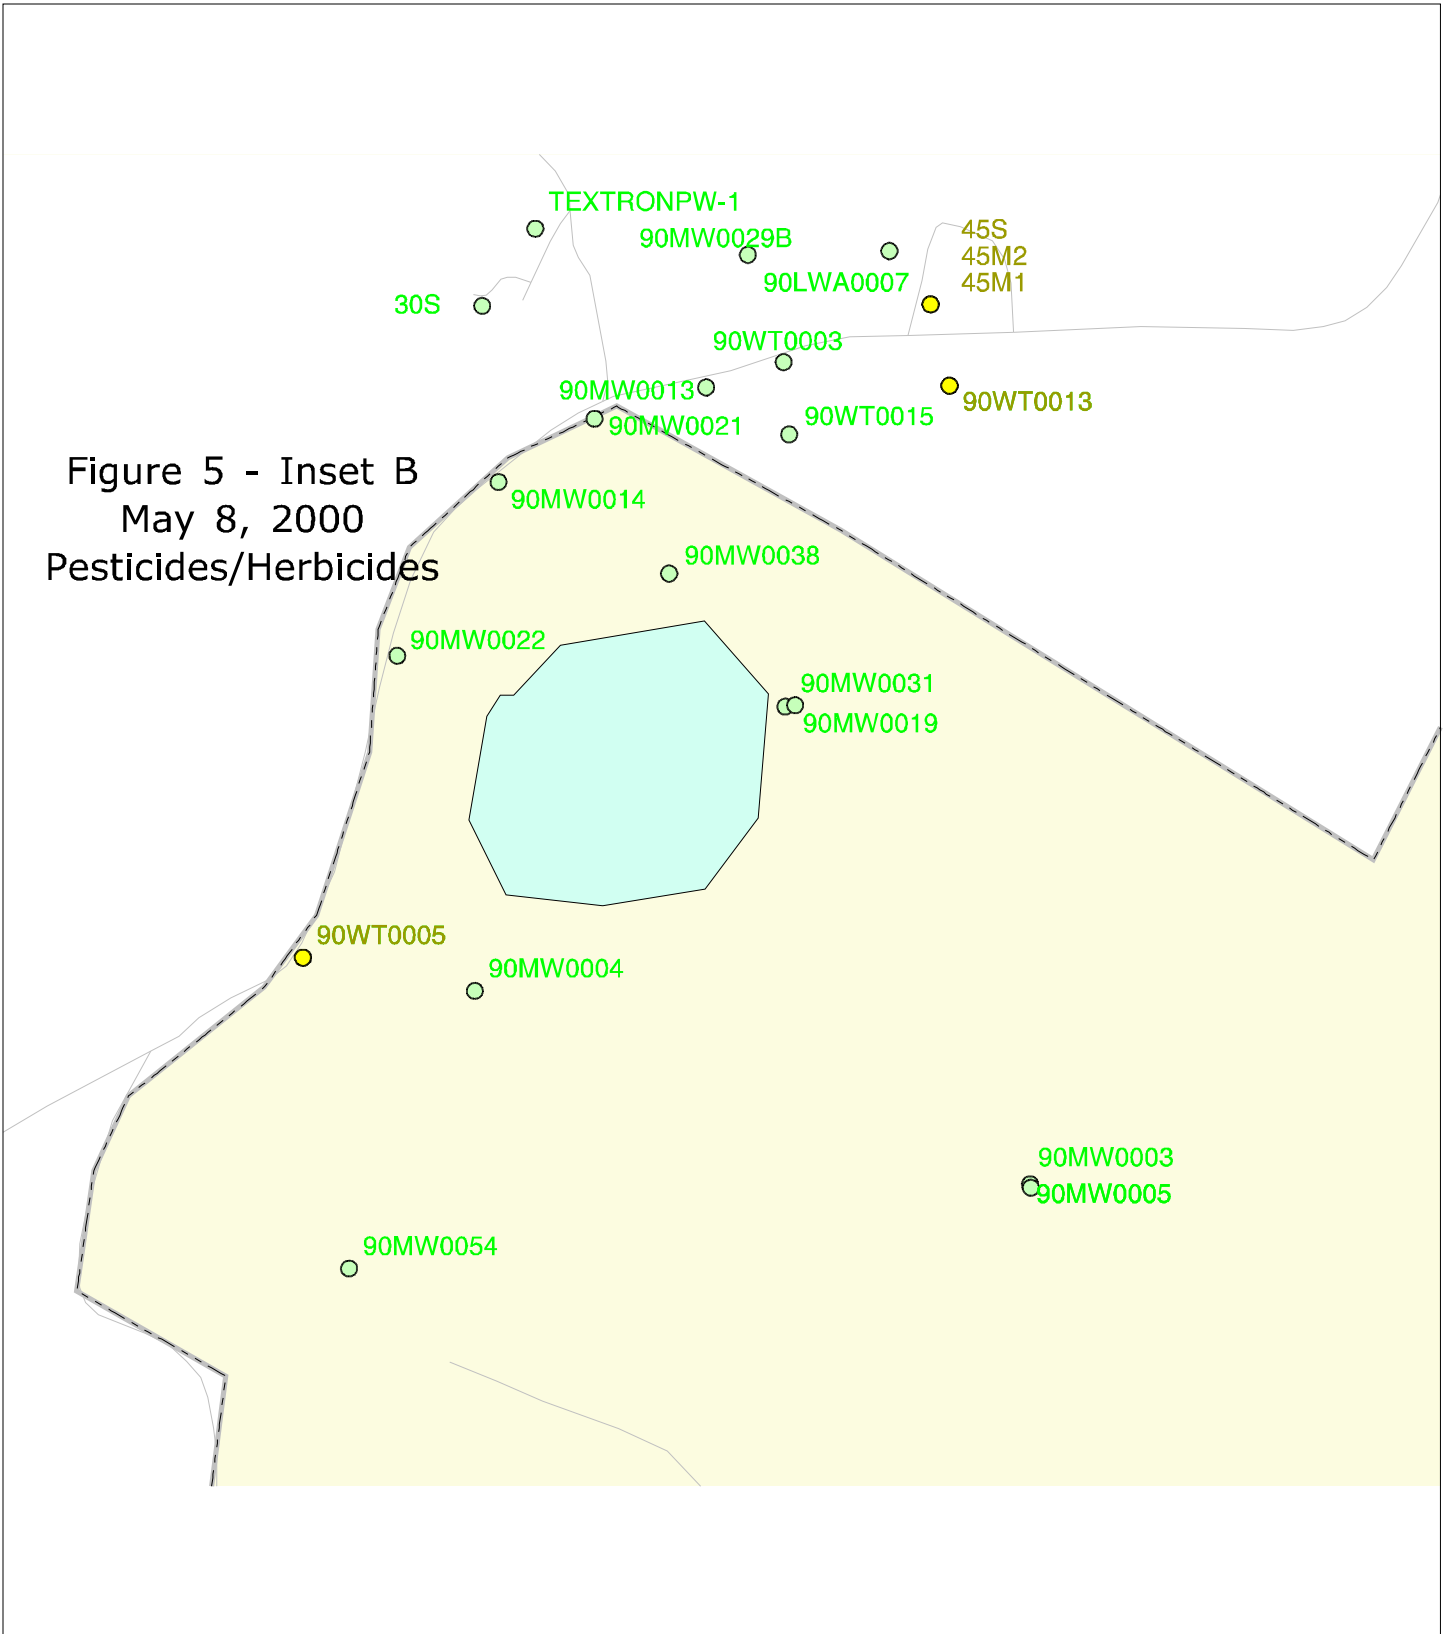 TEXTRONPW-1
90MW0029B
45S
45M2
45M1
90LWA0007
30S
90WT0003
90MW0013
90WT0013
90WT0015
90MW0021
Figure 5 - Inset B
May 8, 2000
Pesticides/Herbicides
90MW0014
90MW0038
90MW0022
90MW0031
90MW0019
90WT0005
90MW0004
90MW0003
90MW0005
90MW0054